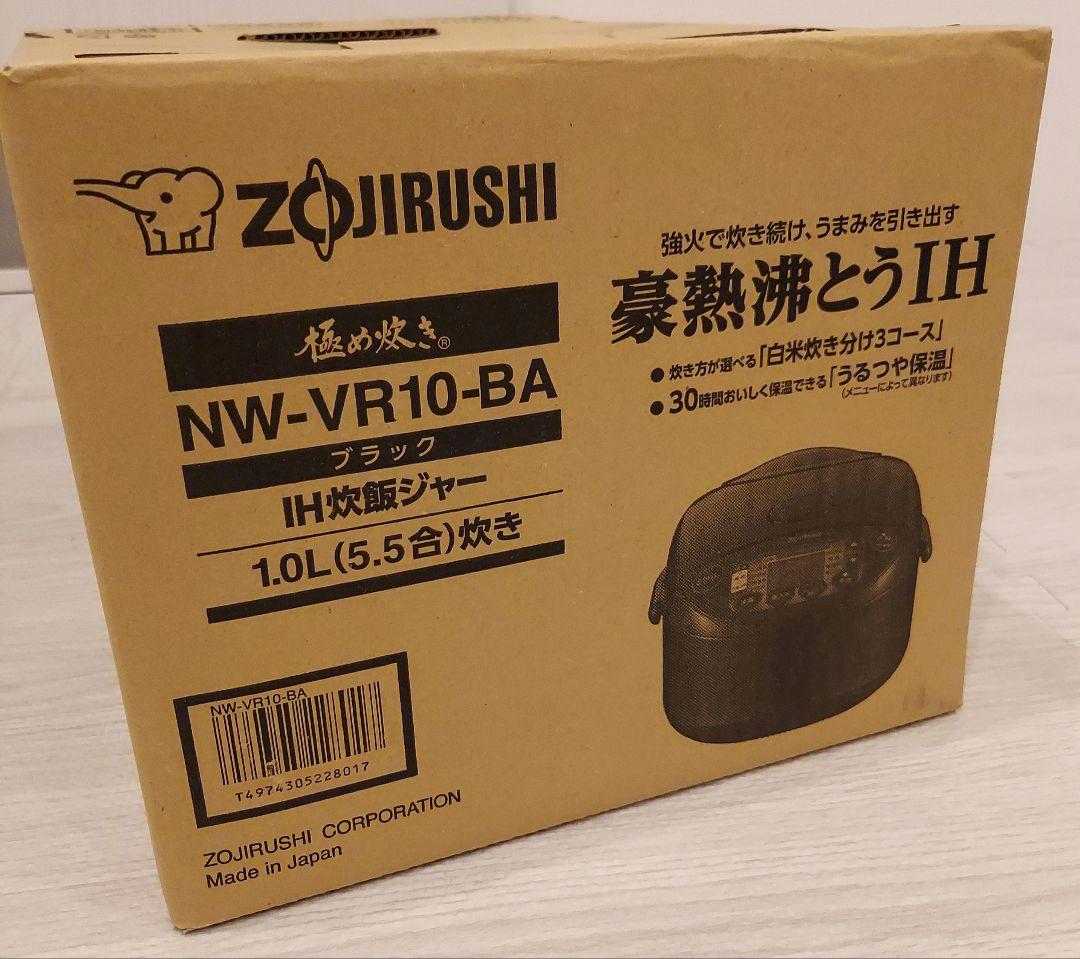 ZOJIRUSHI
極め炊き®
NW-VR10-BA
ブラック
IH炊飯ジャー
1.0L(5.5合)炊き
強火で炊き続け、うまみを引き出す
豪熱沸とうIH
● 炊き方が選べる「白米炊き分け3コース」
● 30時間おいしく保温できる「うるつや保温」
(メニューによって異なります)
NW-VR10-BA
T4974305228017
ZOJIRUSHI CORPORATION
Made in Japan